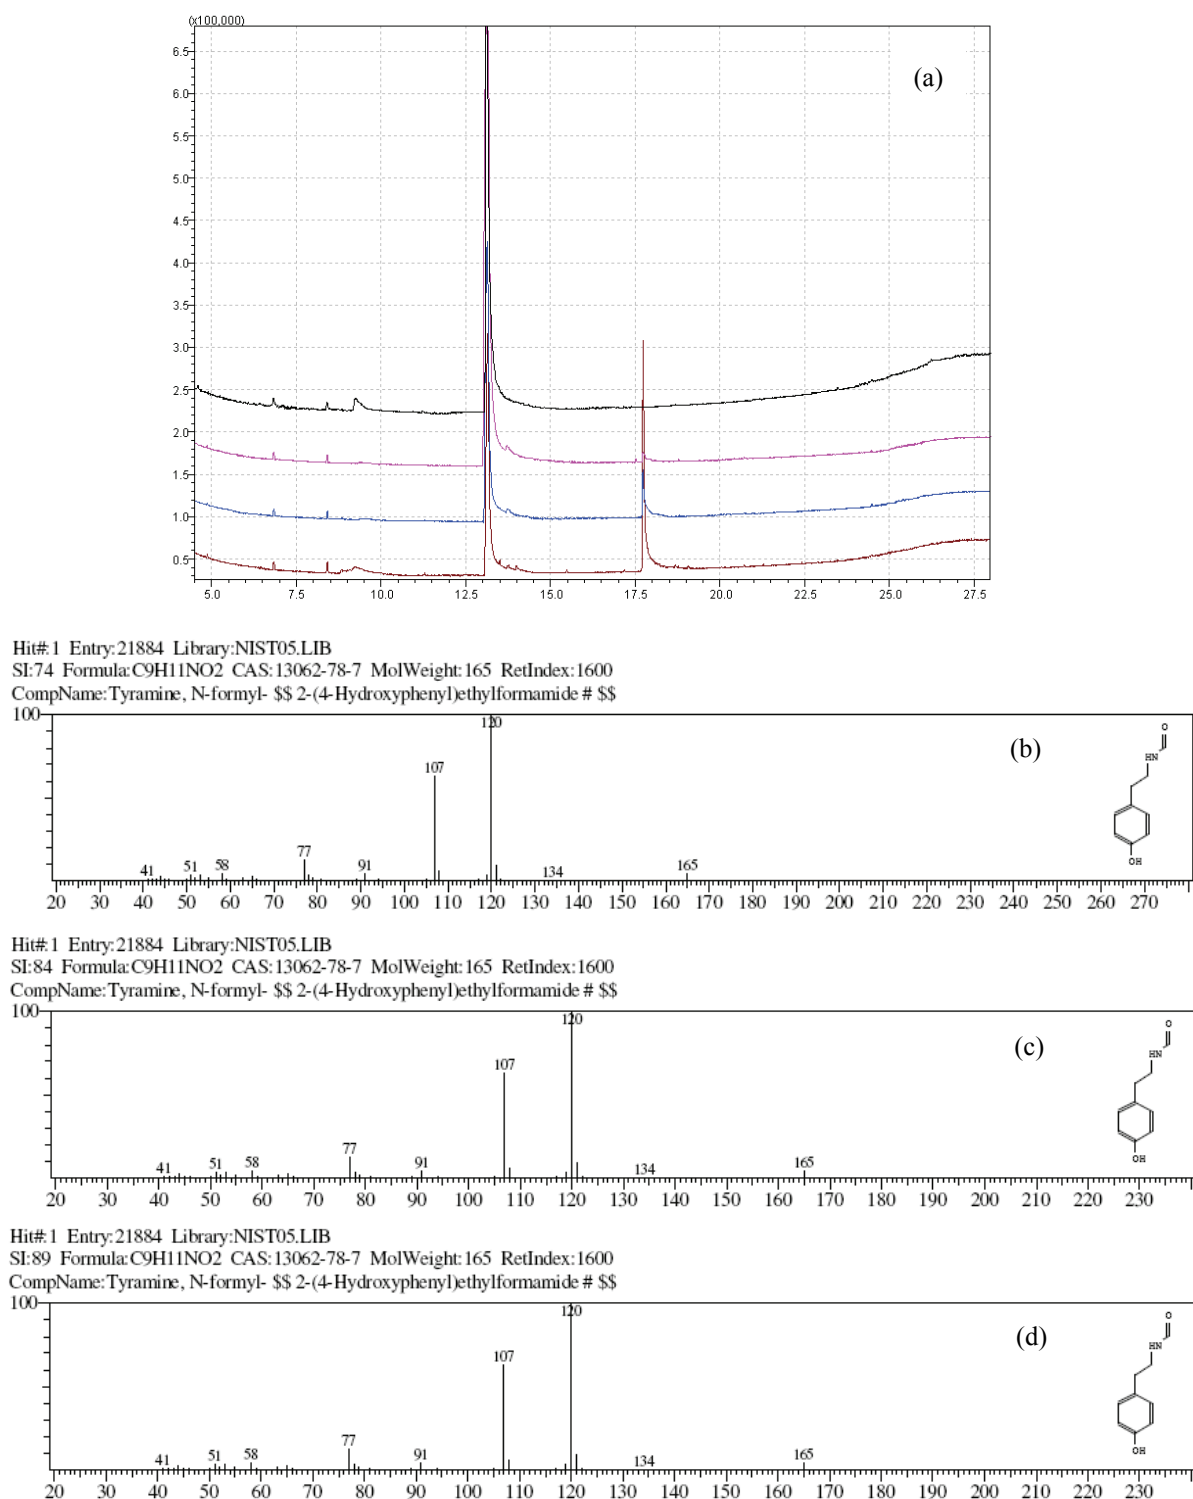 (x100,000)
(a)
6.5
6.0
5.5
5.0
4.5
4.0
3.5
3.0
2.5
2.0
1.5
1.0
0.5
5.0 7.5 10.0 12.5 15.0 17.5 20.0 22.5 25.0 27.5
Hit#:1 Entry:21884 Library:NIST05.LIB
SI:74 Formula:C9H11NO2 CAS:13062-78-7 MolWeight:165 RetIndex:1600
CompName:Tyramine, N-formyl- $$ 2-(4-Hydroxyphenyl)ethylformamide # $$
100
120
(b)
O
HN
107
OH
41 51 58 77 91 134 165
20 30 40 50 60 70 80 90 100 110 120 130 140 150 160 170 180 190 200 210 220 230 240 250 260 270
Hit#:1 Entry:21884 Library:NIST05.LIB
SI:84 Formula:C9H11NO2 CAS:13062-78-7 MolWeight:165 RetIndex:1600
CompName:Tyramine, N-formyl- $$ 2-(4-Hydroxyphenyl)ethylformamide # $$
100
120
(c)
O
HN
107
OH
41 51 58 77 91 134 165
20 30 40 50 60 70 80 90 100 110 120 130 140 150 160 170 180 190 200 210 220 230
Hit#:1 Entry:21884 Library:NIST05.LIB
SI:89 Formula:C9H11NO2 CAS:13062-78-7 MolWeight:165 RetIndex:1600
CompName:Tyramine, N-formyl- $$ 2-(4-Hydroxyphenyl)ethylformamide # $$
100
120
(d)
O
HN
107
OH
41 51 58 77 91 134 165
20 30 40 50 60 70 80 90 100 110 120 130 140 150 160 170 180 190 200 210 220 230